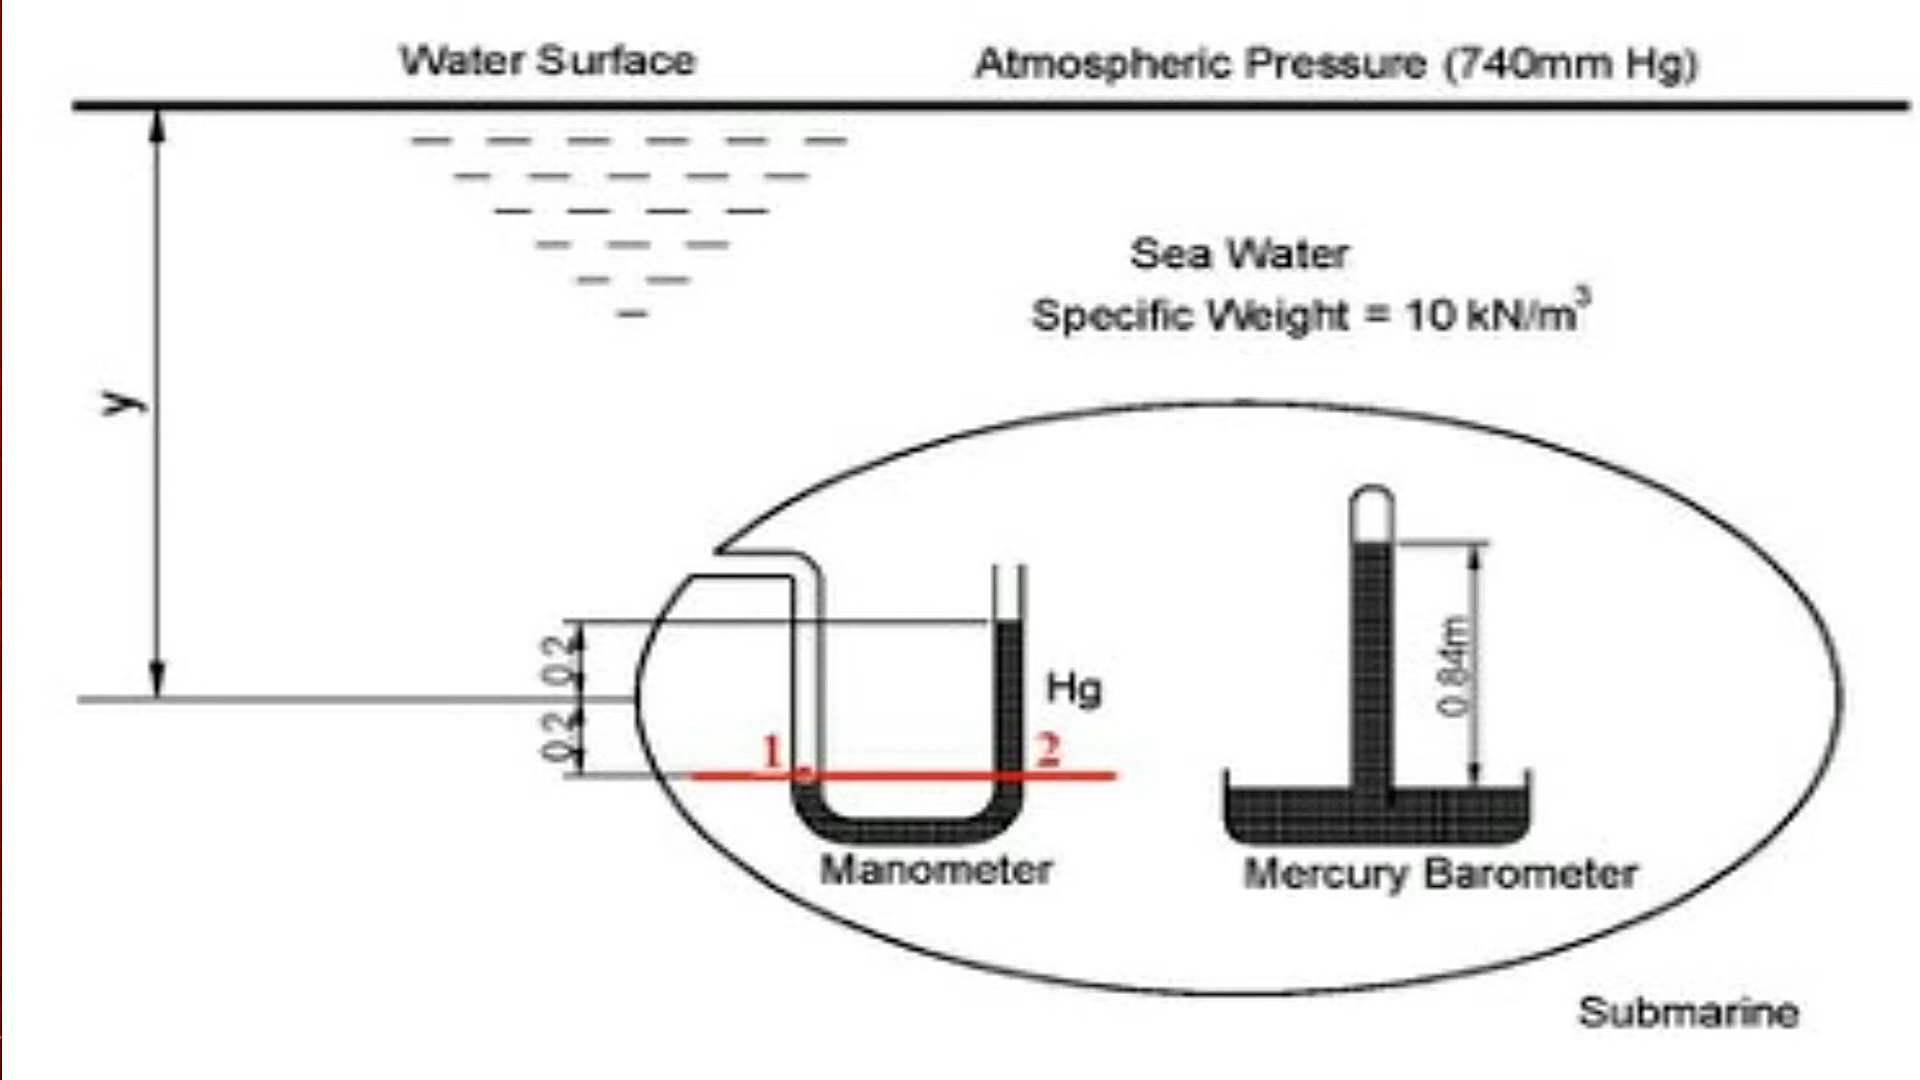 Water Surface
Atmospheric Pressure (740mm Hg)
Sea Water
Specific Weight = 10 kN/m³
y
0.2
0.2
1
2
Hg
0.84m
Manometer
Mercury Barometer
Submarine